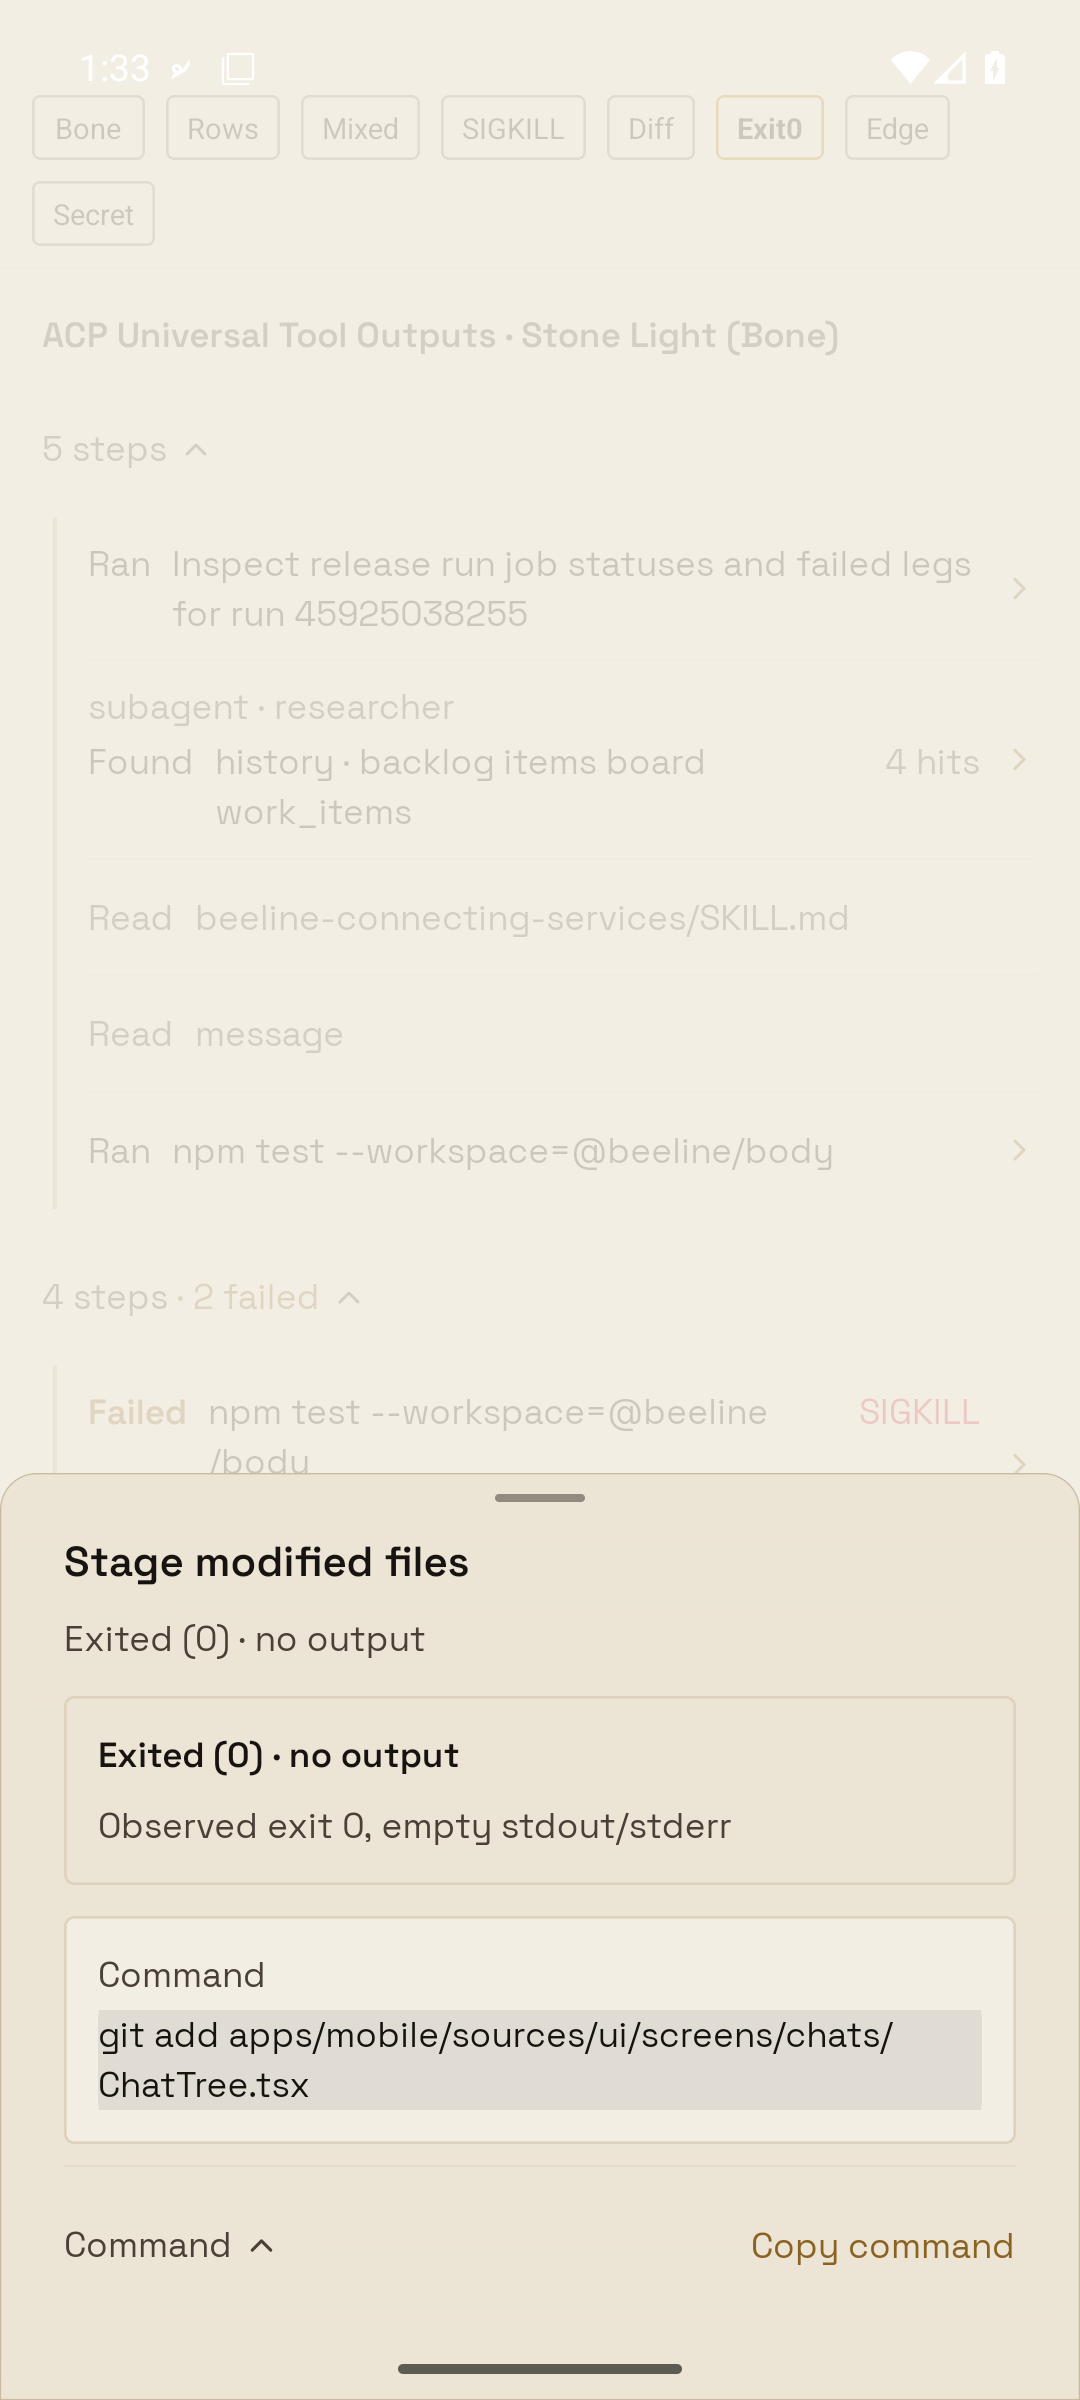 1:33
Bone
Rows
Mixed
SIGKILL
Diff
Exit0
Edge
Secret
ACP Universal Tool Outputs · Stone Light (Bone)
5 steps
Ran Inspect release run job statuses and failed legs
for run 45925038255
subagent · researcher
Found history · backlog items board 4 hits
work_items
Read beeline-connecting-services/SKILL.md
Read message
Ran npm test --workspace=@beeline/body
4 steps · 2 failed
Failed npm test --workspace=@beeline SIGKILL
/body
Stage modified files
Exited (0) · no output
Exited (0) · no output
Observed exit 0, empty stdout/stderr
Command
git add apps/mobile/sources/ui/screens/chats/
ChatTree.tsx
Command
Copy command